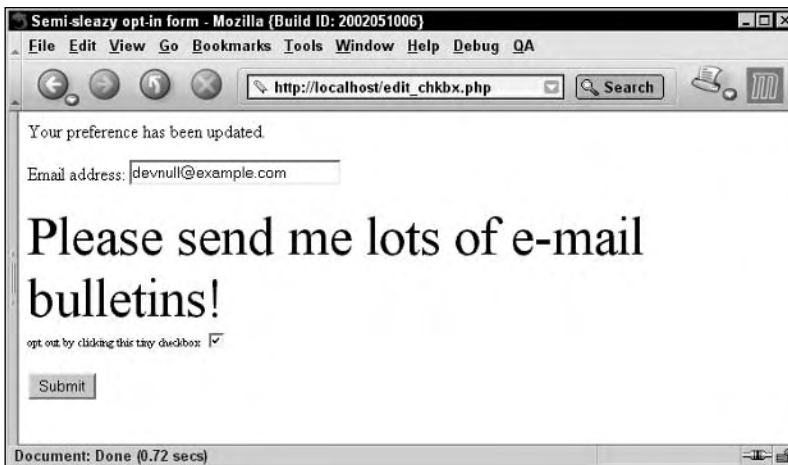 Semi-sleazy opt-in form - Mozilla {Build ID: 2002051006}
File Edit View Go Bookmarks Tools Window Help Debug QA
http://localhost/edit_chkbx.php Search
Your preference has been updated.
Email address: devnull@example.com
Please send me lots of e-mail
bulletins!
opt out by clicking this tiny checkbox
Submit
Document: Done (0.72 secs)